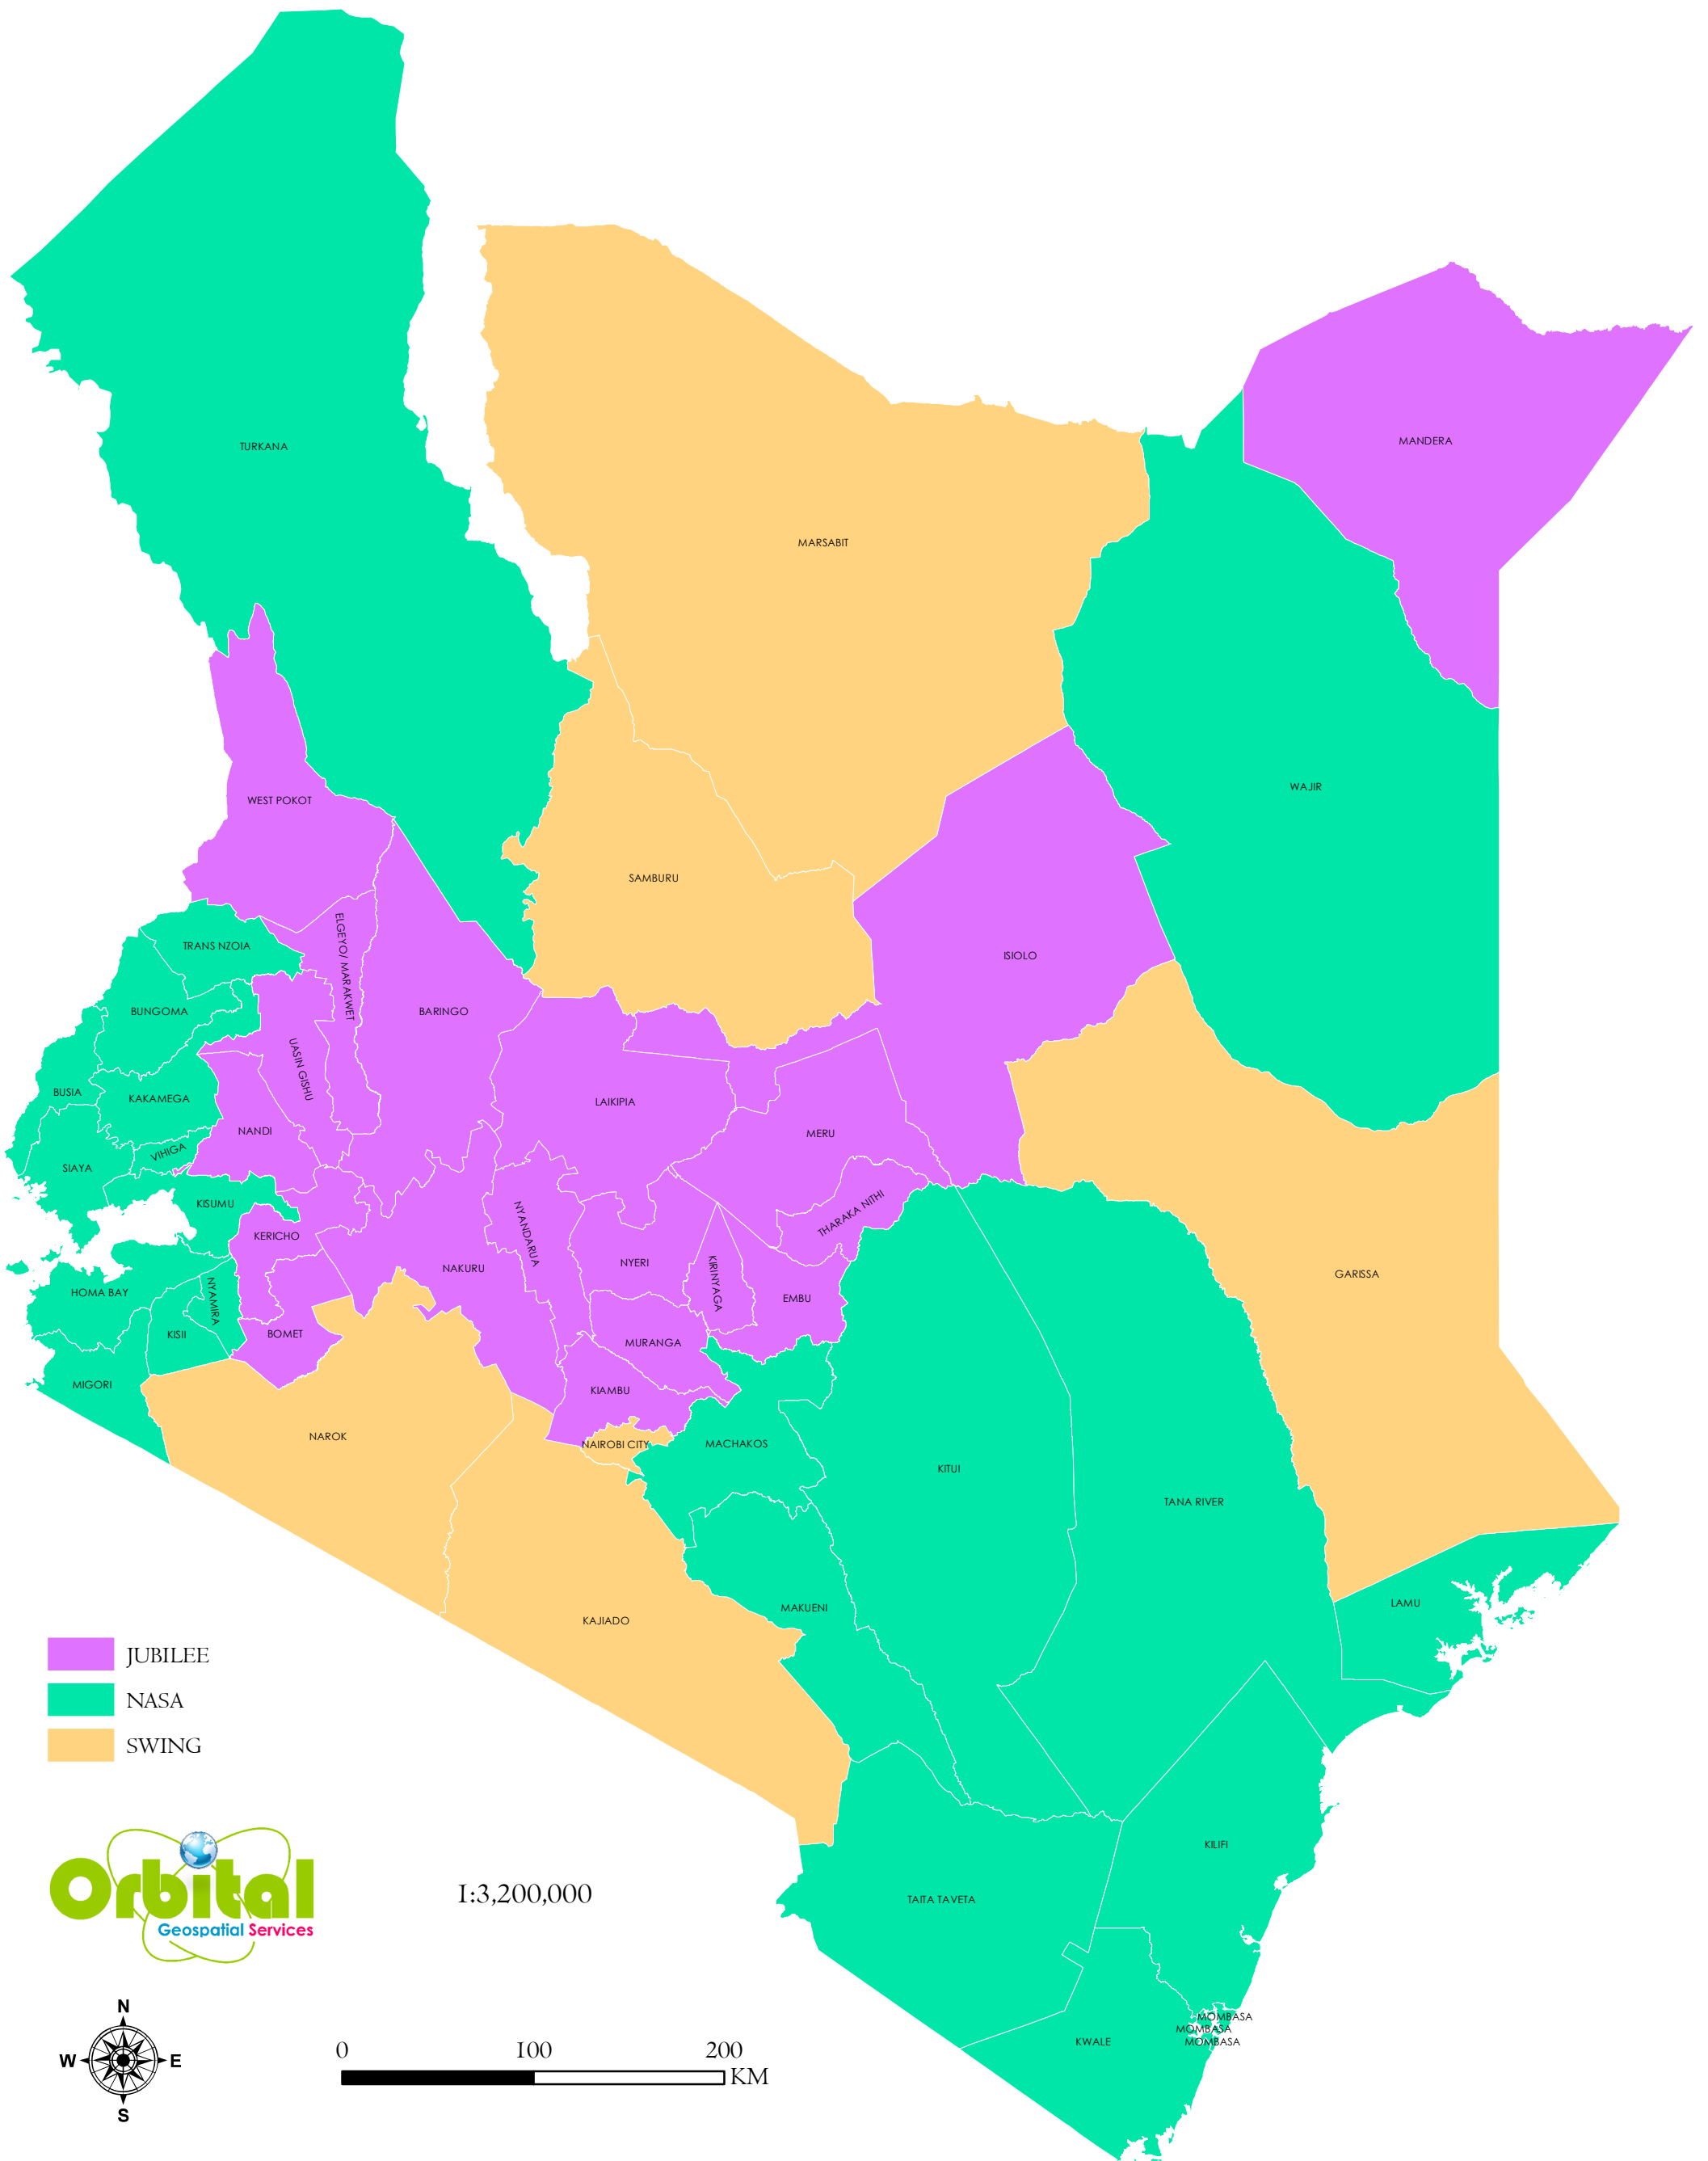 TURKANA
MANDERA
MARSABIT
WAJIR
WEST POKOT
SAMBURU
ELGEYO/ MARAKWET
TRANS NZOIA
ISIOLO
BUNGOMA
BARINGO
UASIN GISHU
BUSIA
KAKAMEGA
LAIKIPIA
NANDI
MERU
VIHIGA
SIAYA
KISUMU
THARAKA NITHI
KERICHO
NYANDARUA
NYERI
NAKURU
KIRINYAGA
GARISSA
HOMA BAY
NYAMIRA
EMBU
KISII
BOMET
MURANGA
MIGORI
KIAMBU
NAROK
NAIROBI CITY
MACHAKOS
KITUI
TANA RIVER
LAMU
MAKUENI
KAJIADO
JUBILEE
NASA
SWING
KILIFI
TAITA TAVETA
Orbital
Geospatial Services
1:3,200,000
MOMBASA
MOMBASA
MOMBASA
KWALE
N
W E
S
0 100 200
KM